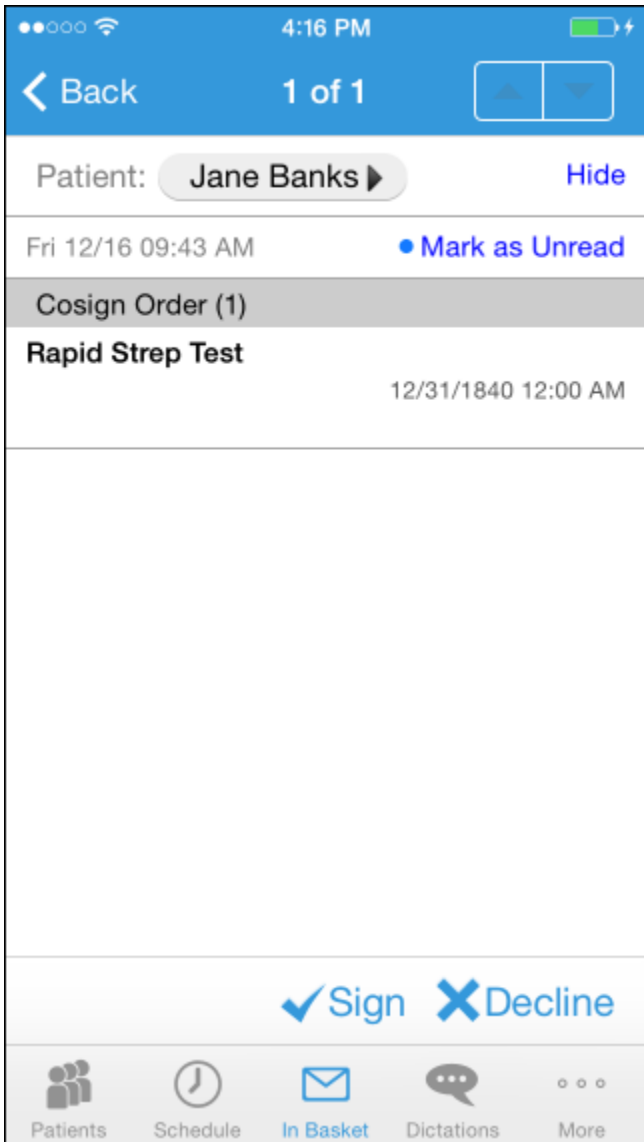 4:16 PM
Back 1 of 1
Patient: Jane Banks Hide
Fri 12/16 09:43 AM Mark as Unread
Cosign Order (1)
Rapid Strep Test
12/31/1840 12:00 AM
Sign Decline
Patients Schedule In Basket Dictations More